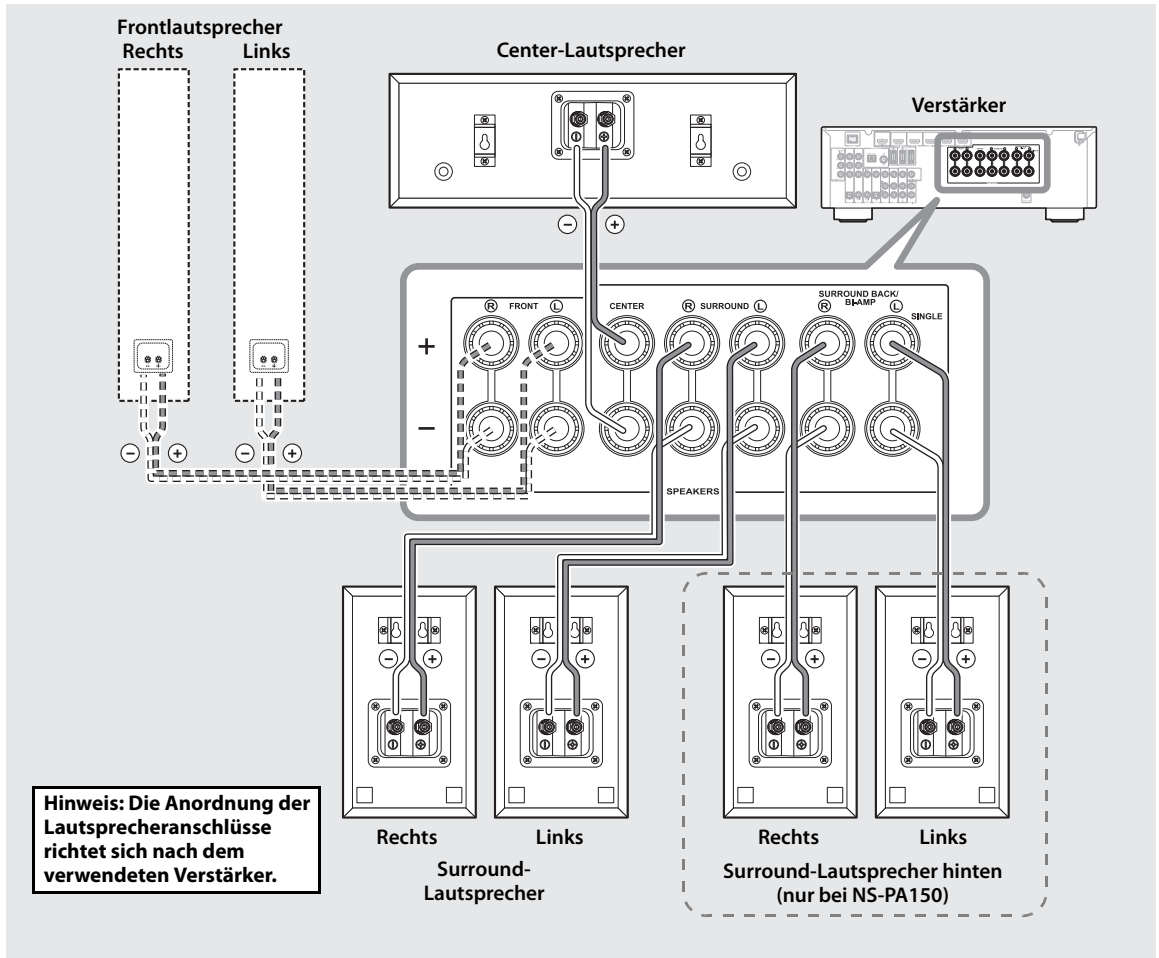 Frontlautsprecher
Rechts Links
Center-Lautsprecher
Verstärker
− +
R FRONT L
CENTER
R SURROUND L
SURROUND BACK/
BI-AMP
R L
SINGLE
+
−
− + − +
SPEAKERS
− + − + − + − +
Hinweis: Die Anordnung der
Lautsprecheranschlüsse
richtet sich nach dem
verwendeten Verstärker.
Rechts Links
Surround-
Lautsprecher
Rechts Links
Surround-Lautsprecher hinten
(nur bei NS-PA150)